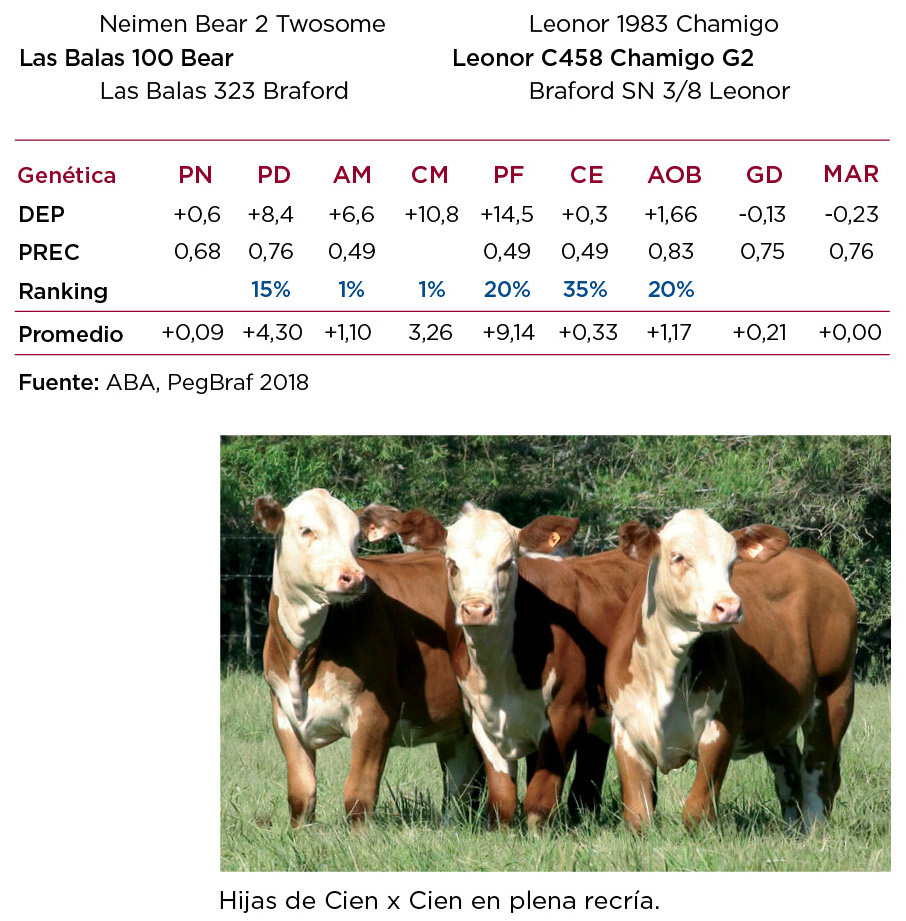 Neimen Bear 2 Twosome Leonor 1983 Chamigo
Las Balas 100 Bear Leonor C458 Chamigo G2
Las Balas 323 Braford Braford SN 3/8 Leonor
Genética PN PD AM CM PF CE AOB GD MAR
DEP +0,6 +8,4 +6,6 +10,8 +14,5 +0,3 +1,66 -0,13 -0,23
PREC 0,68 0,76 0,49 0,49 0,49 0,83 0,75 0,76
Ranking 15% 1% 1% 20% 35% 20%
Promedio +0,09 +4,30 +1,10 3,26 +9,14 +0,33 +1,17 +0,21 +0,00
Fuente: ABA, PegBraf 2018
Hijas de Cien x Cien en plena recría.